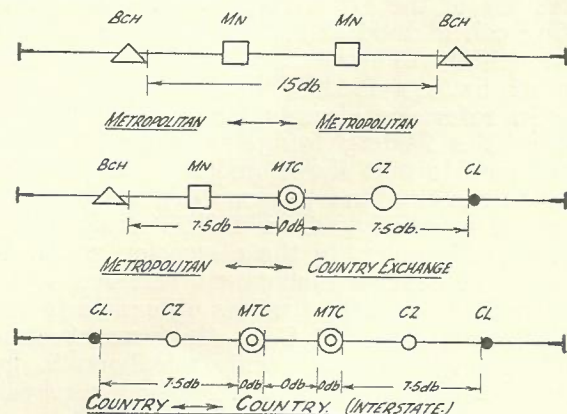 BCH MN MN BCH
15db.
METROPOLITAN METROPOLITAN
BCH MN MTC CZ CL
7·5db 0db 7·5db.
METROPOLITAN COUNTRY EXCHANGE
CL. CZ MTC MTC CZ CL
7·5db 0db 0db 0db 7·5db
COUNTRY COUNTRY. (INTERSTATE)